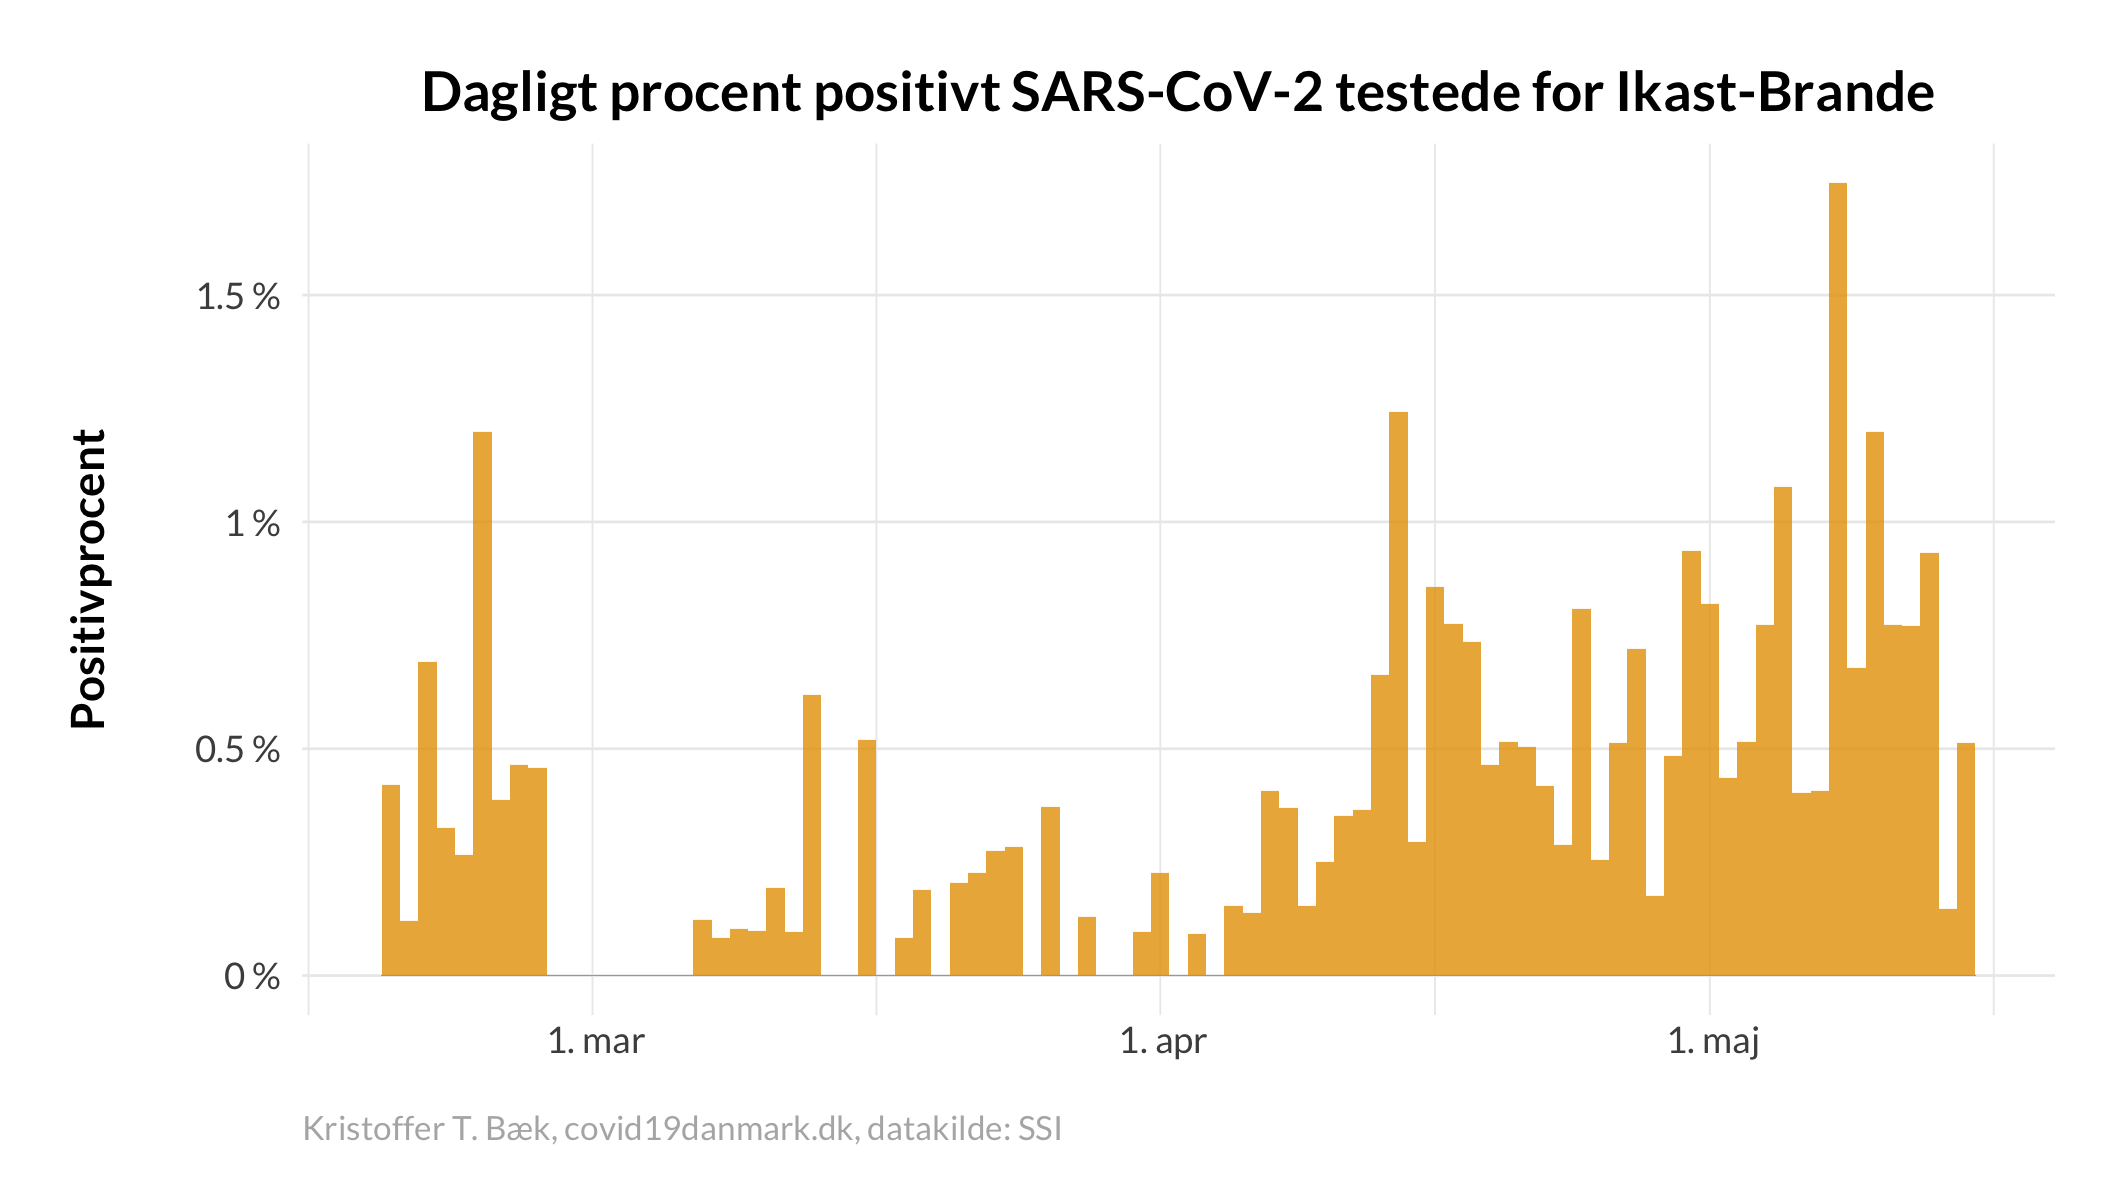 Dagligt procent positivt SARS-CoV-2 testede for Ikast-Brande
Positivprocent
1.5 %
1 %
0.5 %
0 %
1. mar
1. apr
1. maj
Kristoffer T. Bæk, covid19danmark.dk, datakilde: SSI